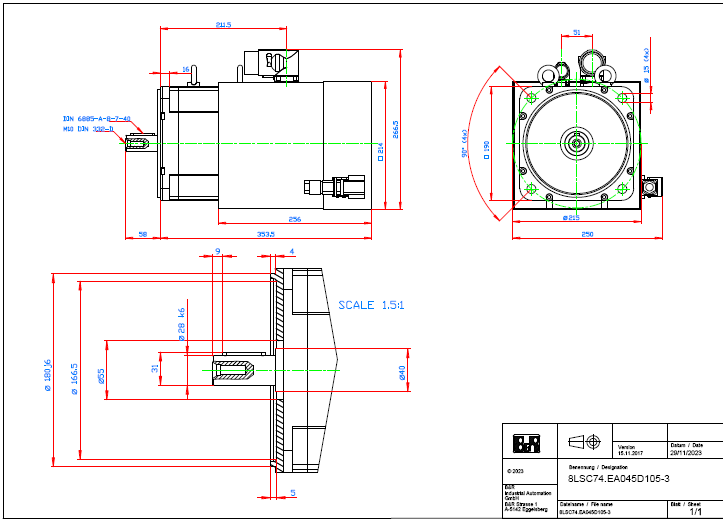 211.5
16
DIN 6885-A-8-7-40
M10 DIN 332-D
□ 214
266.5
58
256
353.5
51
ø 15 (4x)
90° (4x)
□ 190
ø 215
250
9
4
SCALE 1.5:1
ø 180j6
ø 166.5
ø55
31
ø 28 k6
ø40
5
B&R
Version
15.11.2017
Datum / Date
29/11/2023
© 2023
Benennung / Designation
8LSC74.EA045D105-3
B&R
Industrial Automation
GmbH
B&R Strasse 1
A-5142 Eggelsberg
Dateiname / File name
8LSC74.EA045D105-3
Blatt / Sheet
1/1